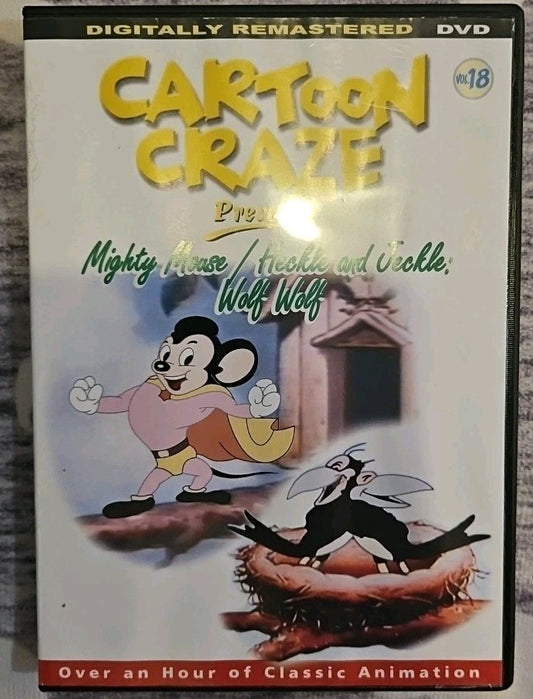 DIGITALLY REMASTERED DVD
CARTOON
VOL.18
CRAZE
Mighty Mouse / Heckle and Jeckle:
Wolf Wolf
Over an Hour of Classic Animation